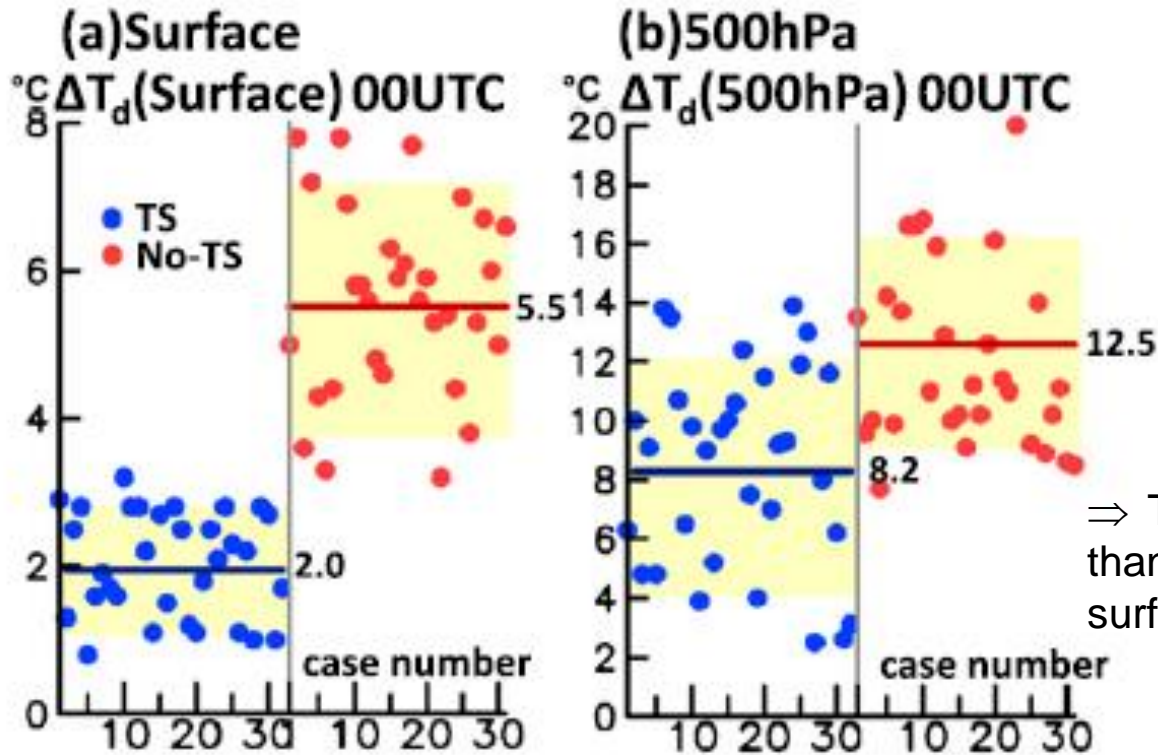 (a)Surface
°C ΔTd(Surface) 00UTC
8
6
4
2
0
TS
No-TS
5.5
2.0
case number
10 20 30 10 20 30
(b)500hPa
°C ΔTd(500hPa) 00UTC
20
18
16
14
12
10
8
6
4
2
0
12.5
8.2
case number
10 20 30 10 20 30
⇒ T
than
surf